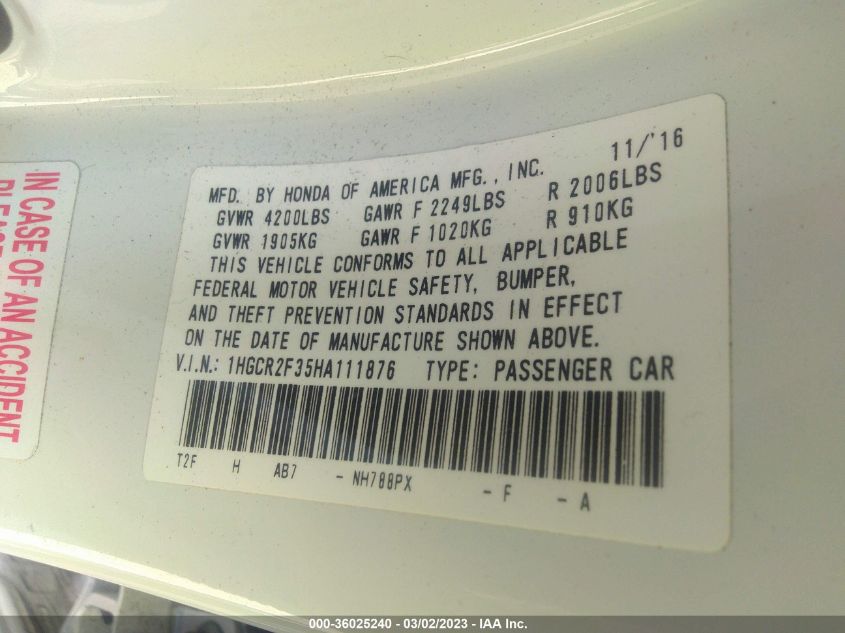 11/'16
MFD. BY HONDA OF AMERICA MFG., INC.
GVWR 4200LBS GAWR F 2249LBS R 2006LBS
GVWR 1905KG GAWR F 1020KG R 910KG
THIS VEHICLE CONFORMS TO ALL APPLICABLE
FEDERAL MOTOR VEHICLE SAFETY, BUMPER,
AND THEFT PREVENTION STANDARDS IN EFFECT
ON THE DATE OF MANUFACTURE SHOWN ABOVE.
V.I.N.: 1HGCR2F35HA111876 TYPE: PASSENGER CAR
T2F H AB7 - NH788PX - F - A
IN CASE OF AN ACCIDENT
000-36025240 - 03/02/2023 - IAA Inc.